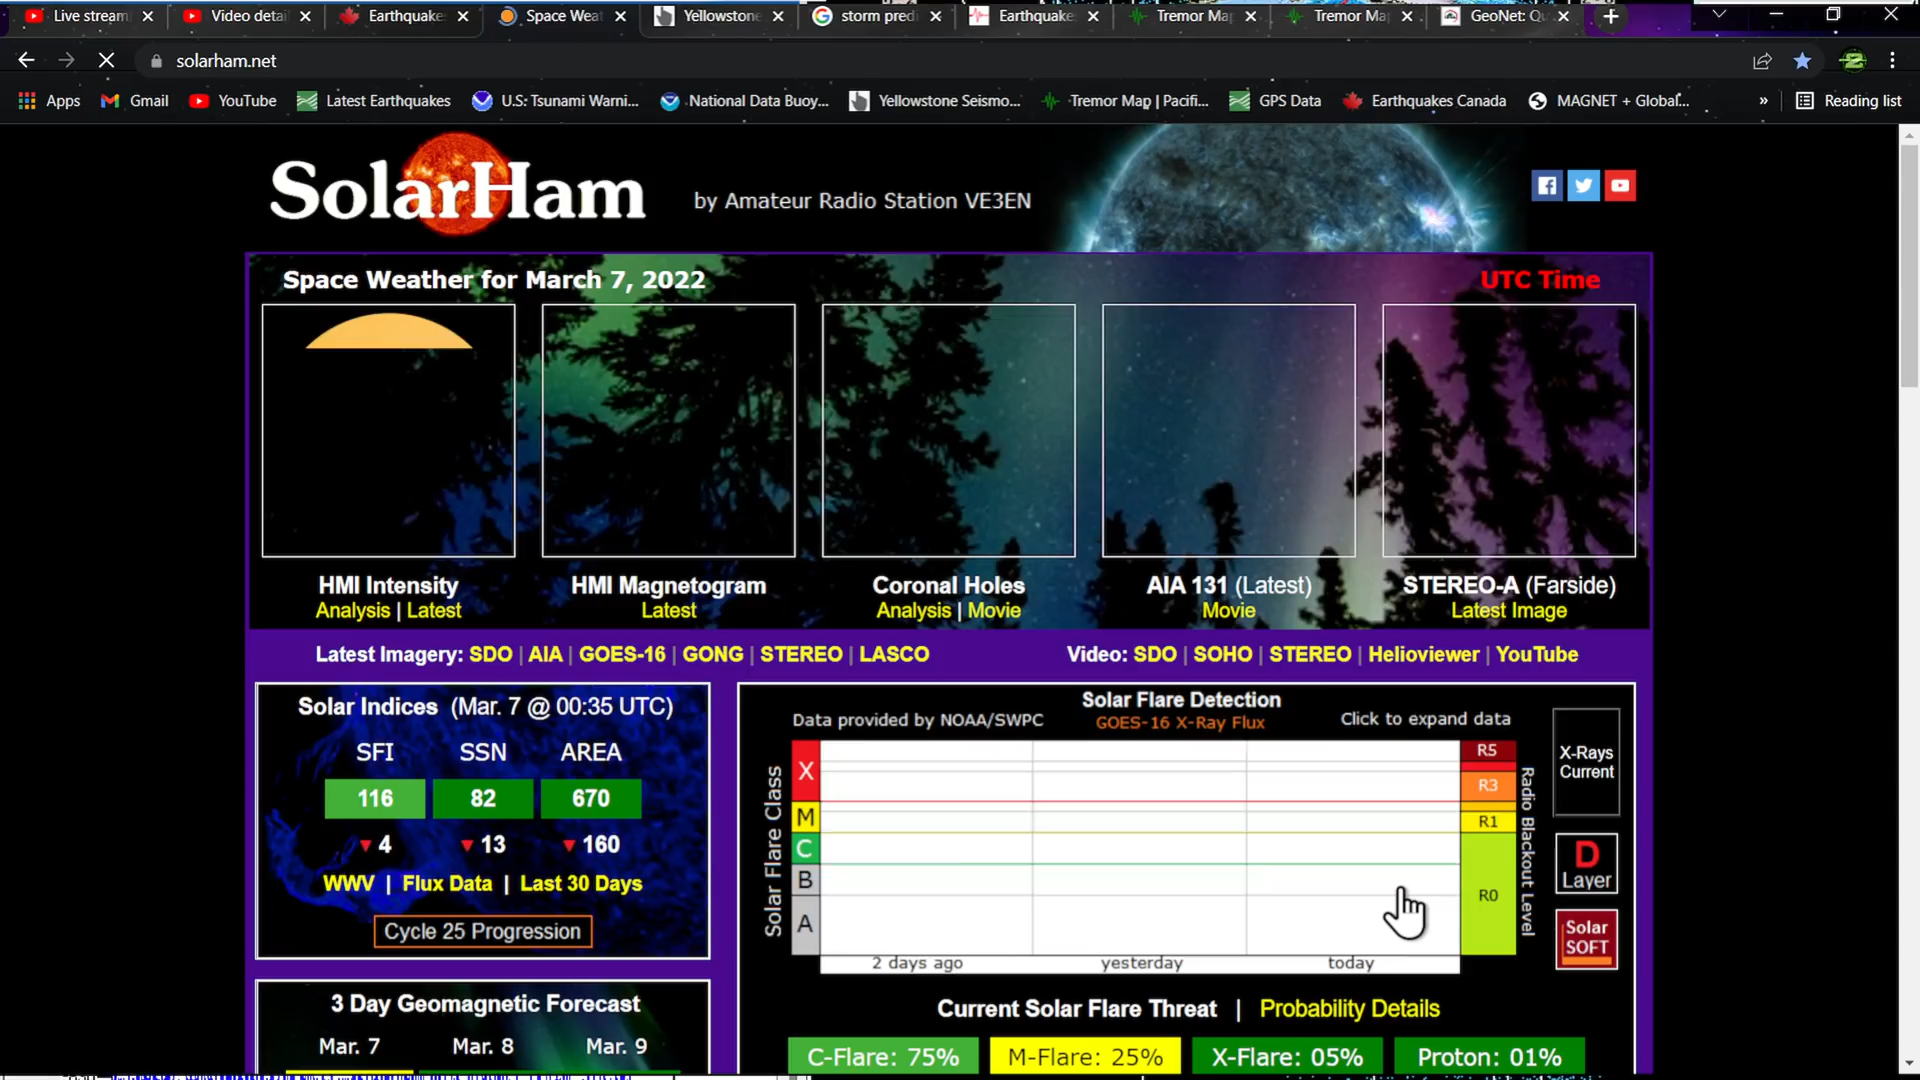 Live stream
Video detai
Earthquake
Space Weat
Yellowstone
storm predi
Earthquake
Tremor Ma
Tremor Ma
GeoNet: Qu
solarham.net
Apps
Gmail
YouTube
Latest Earthquakes
U.S. Tsunami Warni...
National Data Buoy...
Yellowstone Seismo...
Tremor Map | Pacifi...
GPS Data
Earthquakes Canada
MAGNET + Global...
»
Reading list
SolarHam
by Amateur Radio Station VE3EN
Space Weather for March 7, 2022
UTC Time
HMI Intensity
Analysis | Latest
HMI Magnetogram
Latest
Coronal Holes
Analysis | Movie
AIA 131 (Latest)
Movie
STEREO-A (Farside)
Latest Image
Latest Imagery: SDO | AIA | GOES-16 | GONG | STEREO | LASCO
Video: SDO | SOHO | STEREO | Helioviewer | YouTube
Solar Indices (Mar. 7 @ 00:35 UTC)
SFI SSN AREA
116 82 670
4 13 160
WWV | Flux Data | Last 30 Days
Cycle 25 Progression
3 Day Geomagnetic Forecast
Mar. 7 Mar. 8 Mar. 9
Solar Flare Detection
Data provided by NOAA/SWPC
GOES-16 X-Ray Flux
Click to expand data
Solar Flare Class
X
M
C
B
A
R5
R3
R1
R0
Radio Blackout Level
2 days ago yesterday today
X-Rays
Current
D
Layer
Solar
SOFT
Current Solar Flare Threat | Probability Details
C-Flare: 75% M-Flare: 25% X-Flare: 05% Proton: 01%